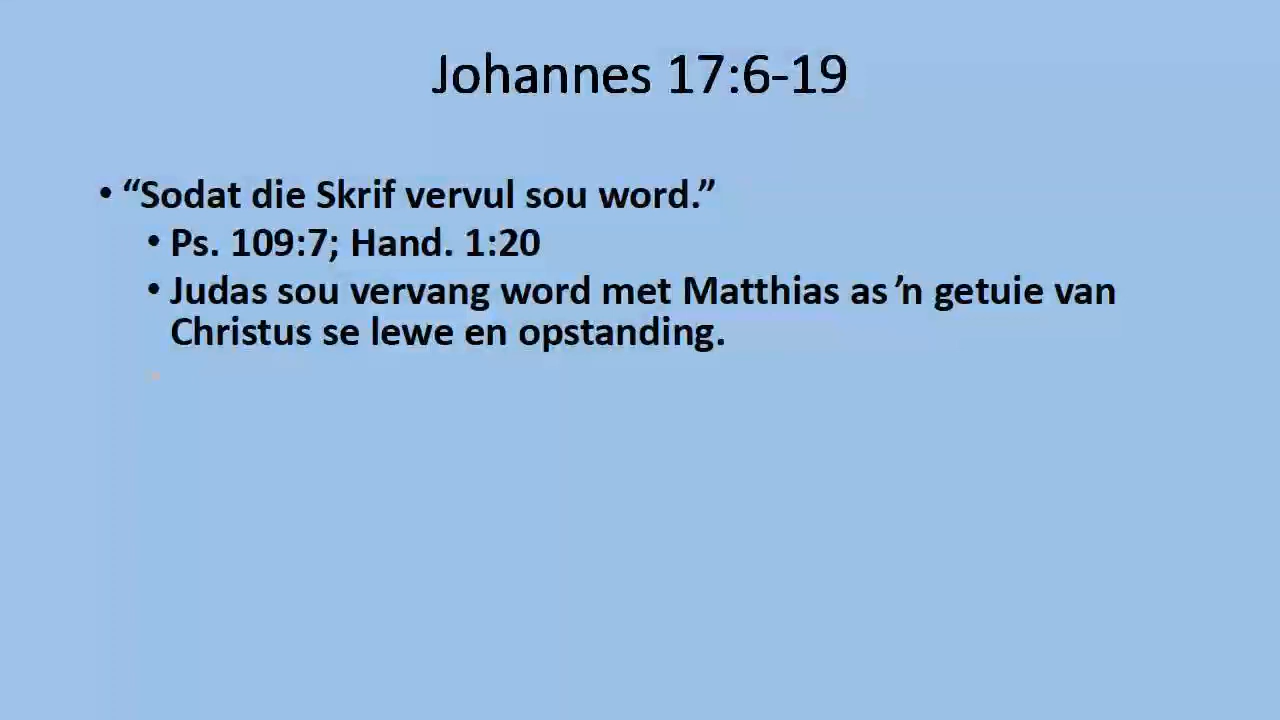 Johannes 17:6-19
• “Sodat die Skrif vervul sou word.”
• Ps. 109:7; Hand. 1:20
• Judas sou vervang word met Matthias as ’n getuie van
Christus se lewe en opstanding.